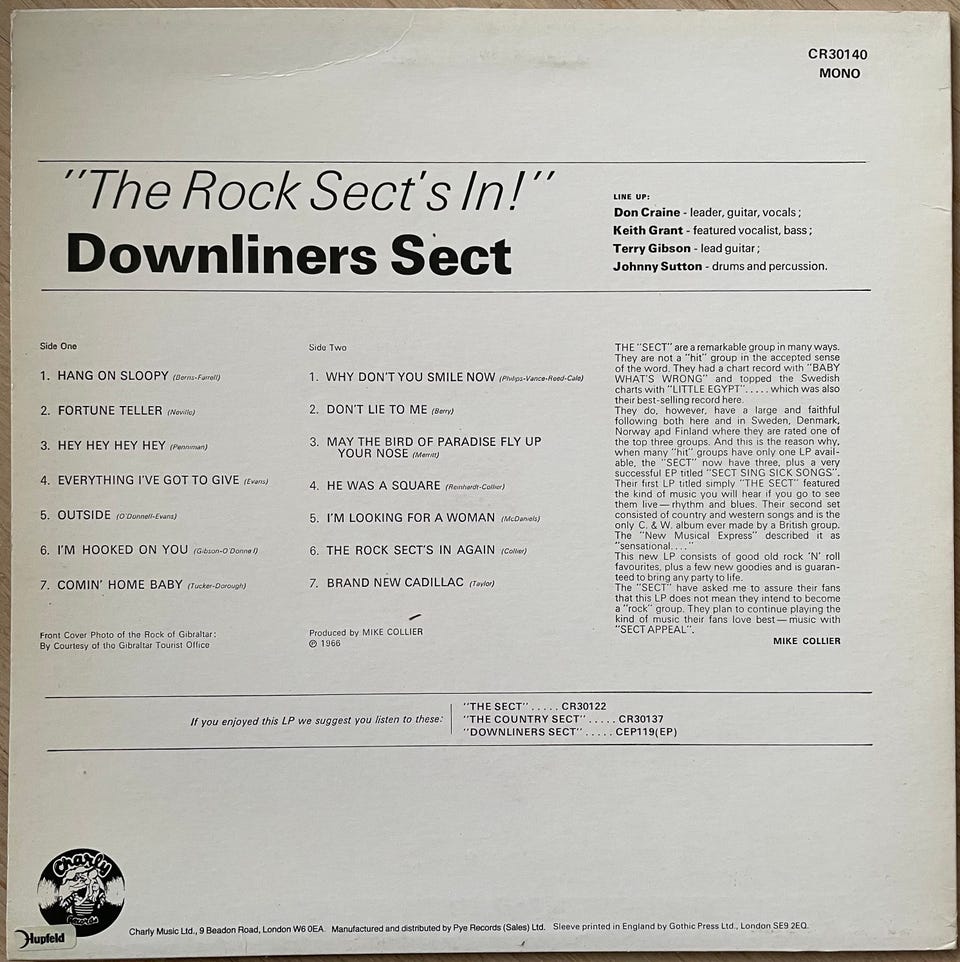 CR30140
MONO
"The Rock Sect's In!"
Downliners Sect
LINE UP:
Don Craine - leader, guitar, vocals;
Keith Grant - featured vocalist, bass;
Terry Gibson - lead guitar;
Johnny Sutton - drums and percussion.
Side One
1. HANG ON SLOOPY (Berns-Farrell)
2. FORTUNE TELLER (Neville)
3. HEY HEY HEY HEY (Penniman)
4. EVERYTHING I'VE GOT TO GIVE (Evans)
5. OUTSIDE (O'Donnell-Evans)
6. I'M HOOKED ON YOU (Gibson-O'Donnell)
7. COMIN' HOME BABY (Tucker-Dorough)
Front Cover Photo of the Rock of Gibraltar:
By Courtesy of the Gibraltar Tourist Office
Side Two
1. WHY DON'T YOU SMILE NOW (Philips-Vance-Reed-Cale)
2. DON'T LIE TO ME (Berry)
3. MAY THE BIRD OF PARADISE FLY UP
YOUR NOSE (Merritt)
4. HE WAS A SQUARE (Reinhardt-Collier)
5. I'M LOOKING FOR A WOMAN (McDaniels)
6. THE ROCK SECT'S IN AGAIN (Collier)
7. BRAND NEW CADILLAC (Taylor)
Produced by MIKE COLLIER
℗ 1966
THE "SECT" are a remarkable group in many ways.
They are not a "hit" group in the accepted sense
of the word. They had a chart record with "BABY
WHAT'S WRONG" and topped the Swedish
charts with "LITTLE EGYPT"..... which was also
their best-selling record here.
They do, however, have a large and faithful
following both here and in Sweden, Denmark,
Norway and Finland where they are rated one of
the top three groups. And this is the reason why,
when many "hit" groups have only one LP avail-
able, the "SECT" now have three, plus a very
successful EP titled "SECT SING SICK SONGS".
Their first LP titled simply "THE SECT" featured
the kind of music you will hear if you go to see
them live—rhythm and blues. Their second set
consisted of country and western songs and is the
only C. & W. album ever made by a British group.
The "New Musical Express" described it as
"sensational...."
This new LP consists of good old rock 'N' roll
favourites, plus a few new goodies and is guaran-
teed to bring any party to life.
The "SECT" have asked me to assure their fans
that this LP does not mean they intend to become
a "rock" group. They plan to continue playing the
kind of music their fans love best—music with
"SECT APPEAL".
MIKE COLLIER
If you enjoyed this LP we suggest you listen to these:
"THE SECT" ..... CR30122
"THE COUNTRY SECT" ..... CR30137
"DOWNLINERS SECT" ..... CEP119(EP)
Charly
Records
Hupfeld
Charly Music Ltd., 9 Beadon Road, London W6 0EA. Manufactured and distributed by Pye Records (Sales) Ltd. Sleeve printed in England by Gothic Press Ltd., London SE9 2EQ.